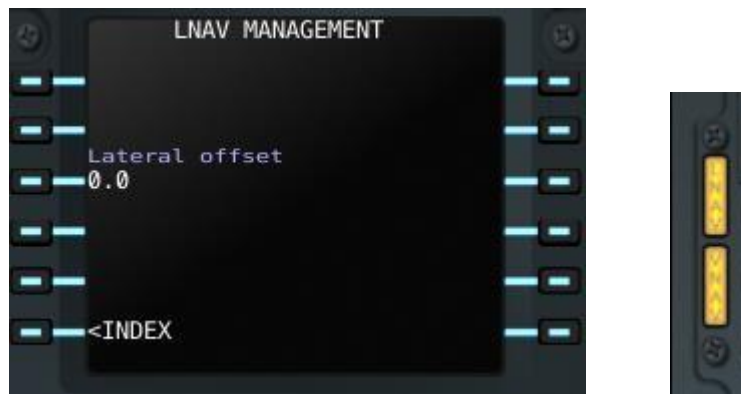 LNAV MANAGEMENT
Lateral offset
0.0
<INDEX
LNAV
VNAV